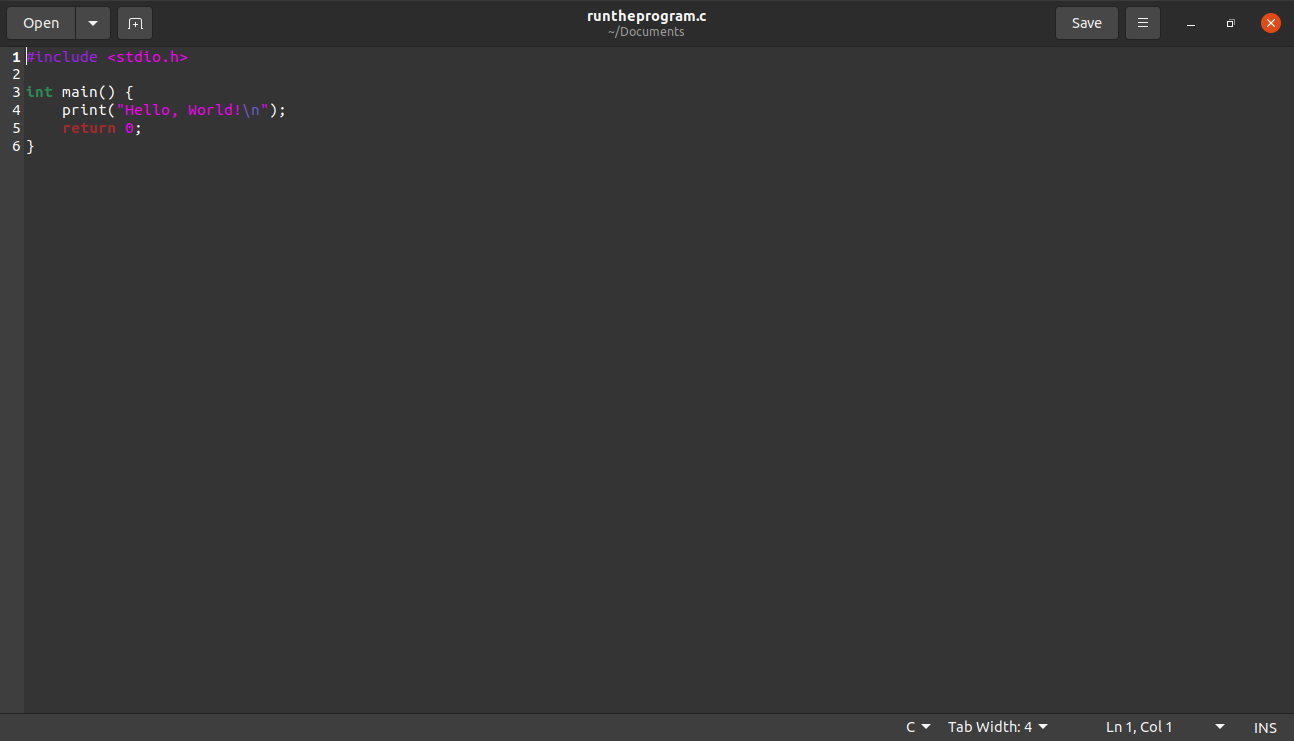 Open
runtheprogram.c
~/Documents
Save
1 #include <stdio.h>
2
3 int main() {
4     print("Hello, World!\n");
5     return 0;
6 }
C Tab Width: 4 Ln 1, Col 1 INS